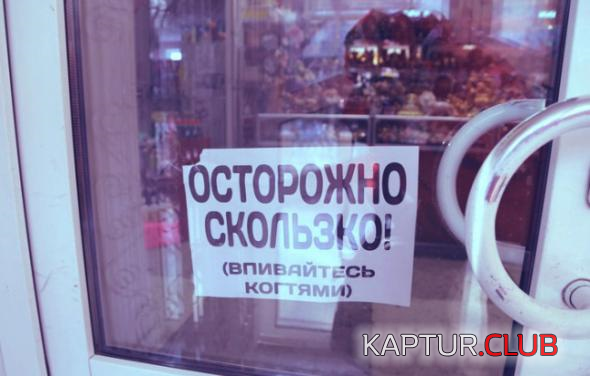 ОСТОРОЖНО
СКОЛЬЗКО!
(ВПИВАЙТЕСЬ
КОГТЯМИ)
KAPTUR.CLUB